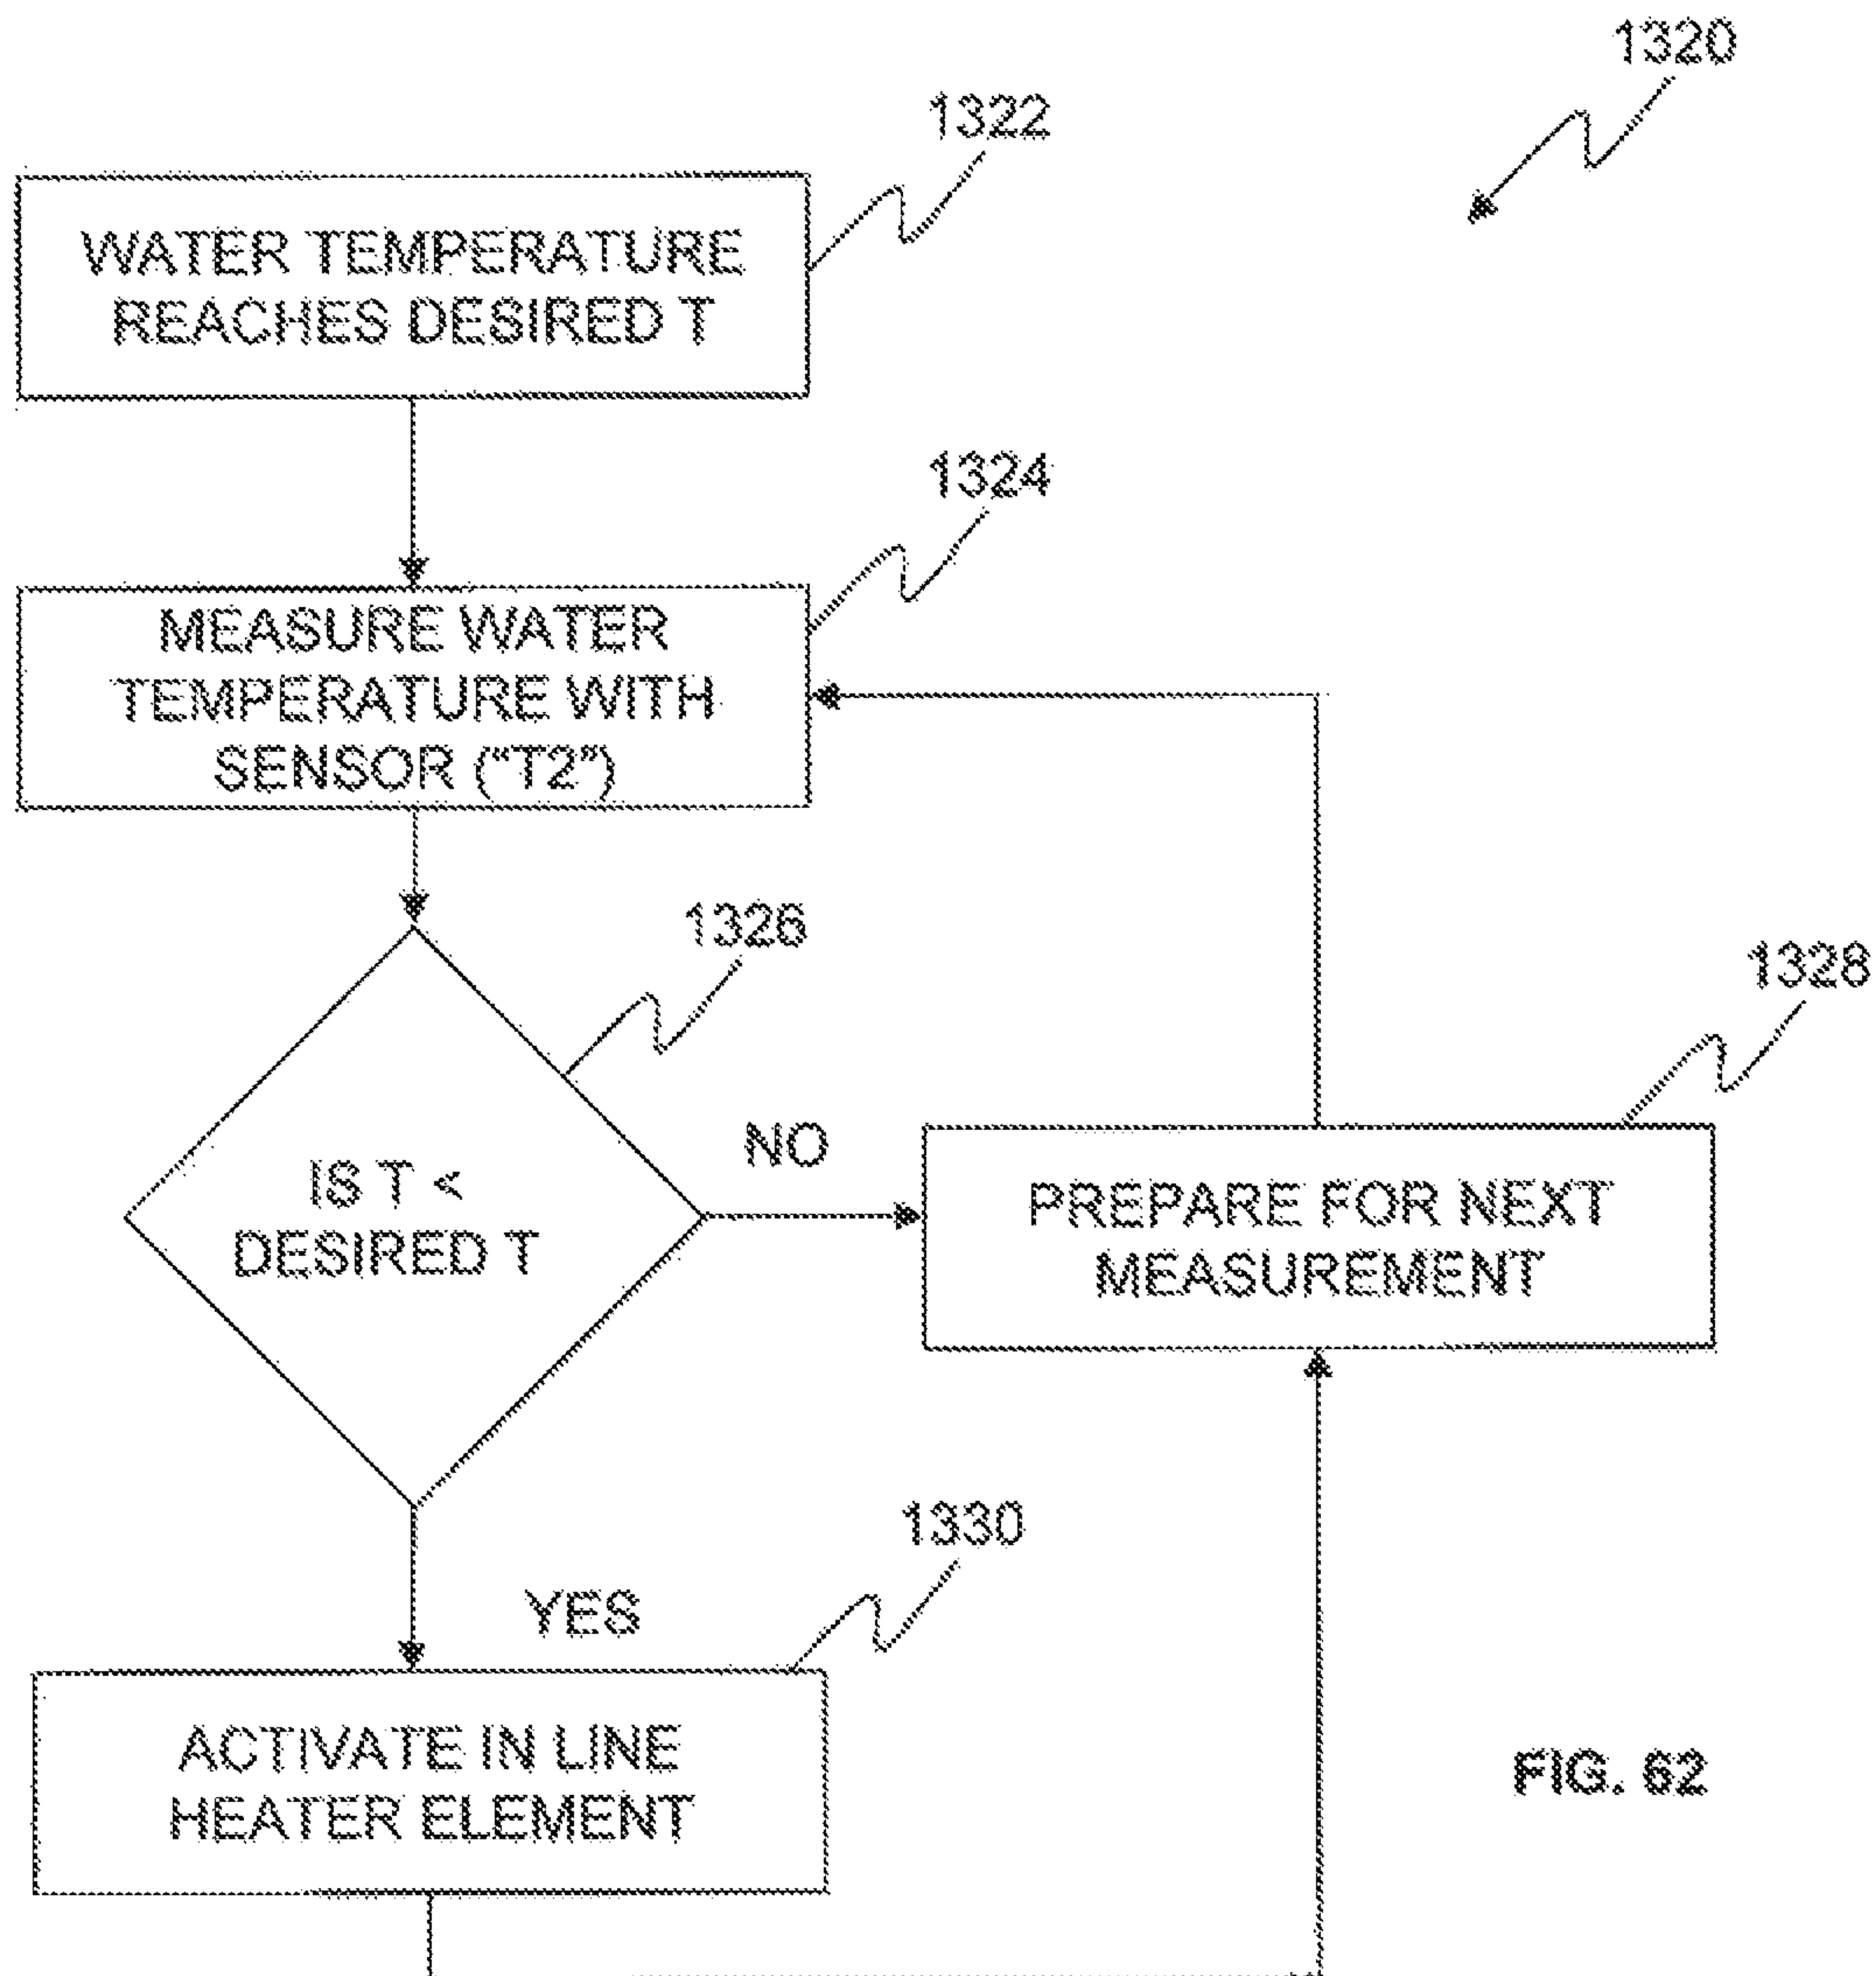 1320
1322
WATER TEMPERATURE
REACHES DESIRED T
1324
MEASURE WATER
TEMPERATURE WITH
SENSOR ("T2")
1326
IS T <
DESIRED T
NO
1328
PREPARE FOR NEXT
MEASUREMENT
YES
1330
ACTIVATE IN LINE
HEATER ELEMENT
FIG. 62